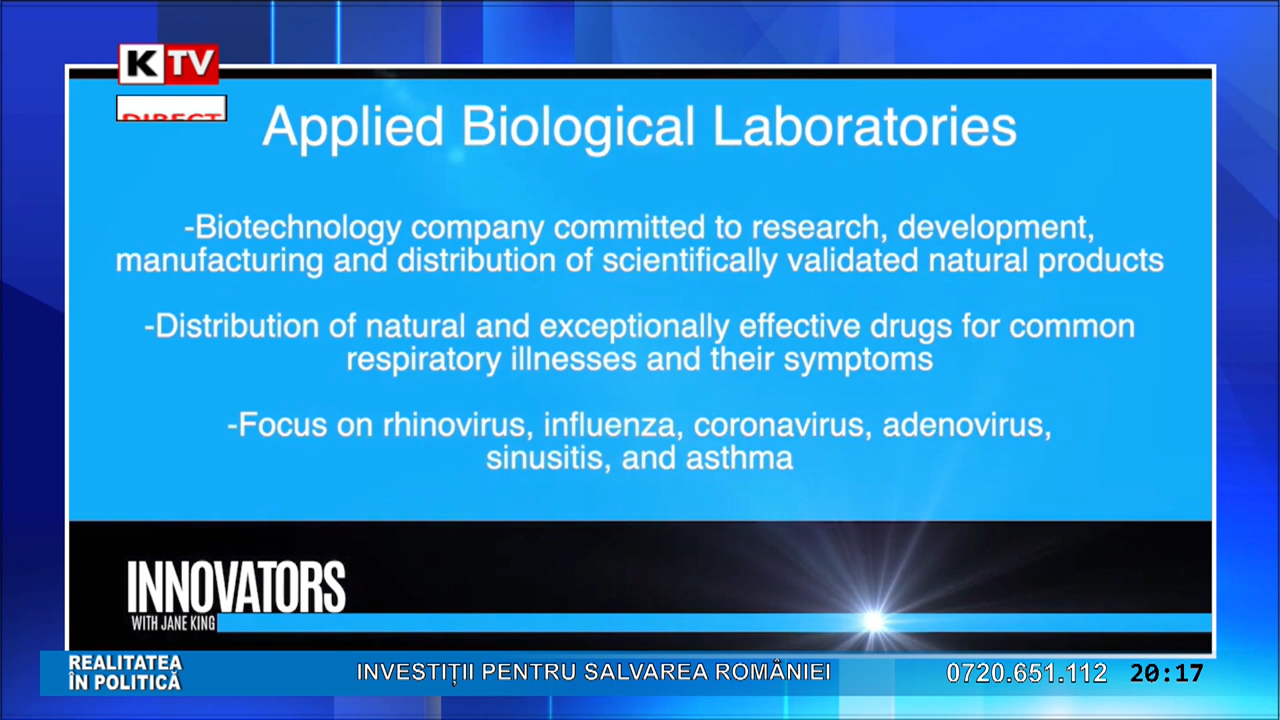 K TV
DIRECT
Applied Biological Laboratories
-Biotechnology company committed to research, development,
manufacturing and distribution of scientifically validated natural products
-Distribution of natural and exceptionally effective drugs for common
respiratory illnesses and their symptoms
-Focus on rhinovirus, influenza, coronavirus, adenovirus,
sinusitis, and asthma
INNOVATORS
WITH JANE KING
REALITATEA
ÎN POLITICĂ
INVESTIȚII PENTRU SALVAREA ROMÂNIEI
0720.651.112
20:17